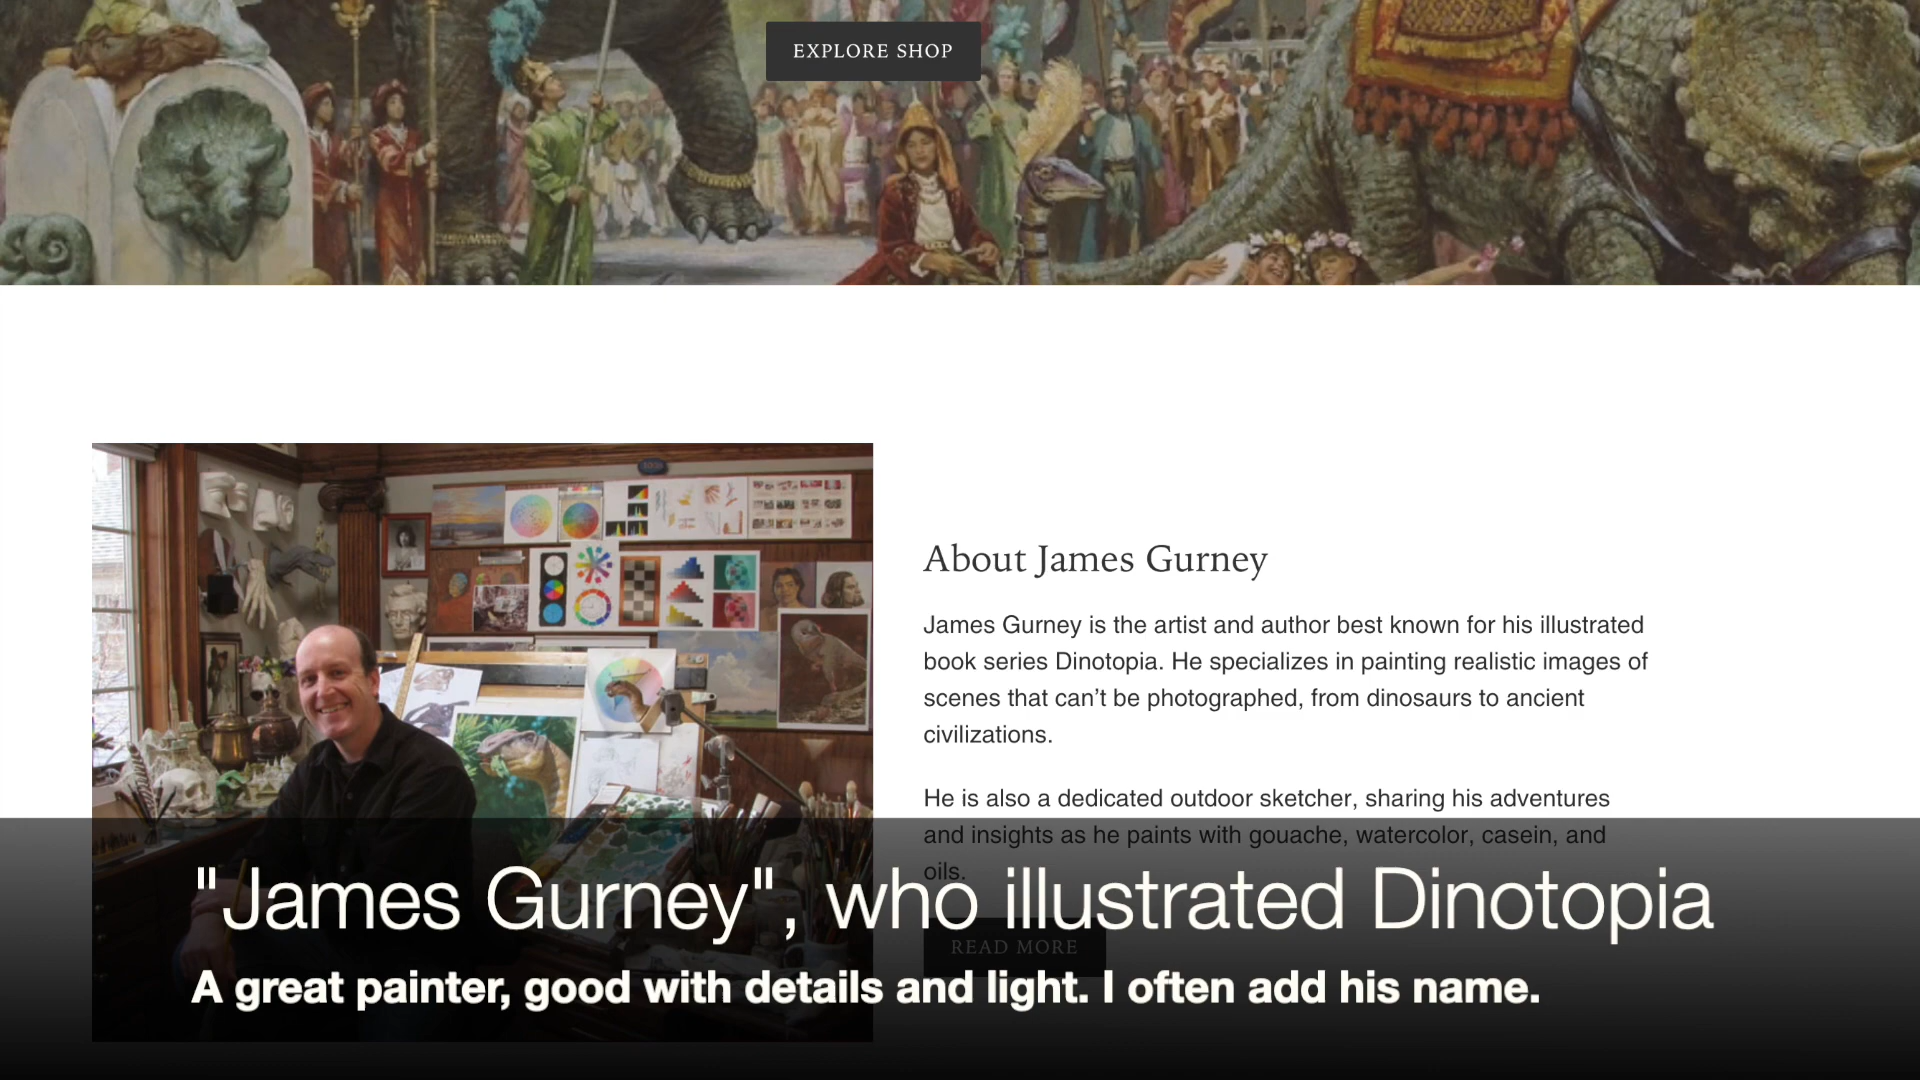 EXPLORE SHOP
About James Gurney
James Gurney is the artist and author best known for his illustrated
book series Dinotopia. He specializes in painting realistic images of
scenes that can’t be photographed, from dinosaurs to ancient
civilizations.
He is also a dedicated outdoor sketcher, sharing his adventures
and insights as he paints with gouache, watercolor, casein, and
oils.
READ MORE
"James Gurney", who illustrated Dinotopia
A great painter, good with details and light. I often add his name.